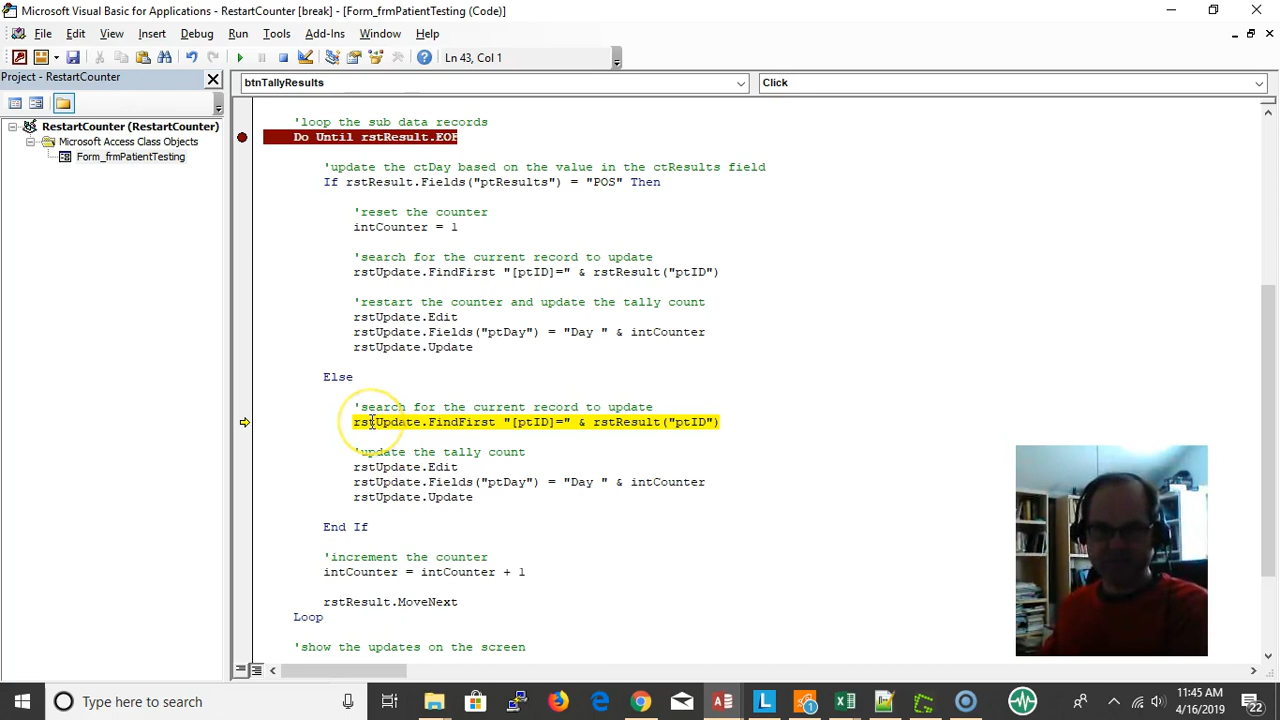 Microsoft Visual Basic for Applications - RestartCounter [break] - [Form_frmPatientTesting (Code)]
File Edit View Insert Debug Run Tools Add-Ins Window Help
Ln 43, Col 1
Project - RestartCounter
btnTallyResults Click
RestartCounter (RestartCounter)
Microsoft Access Class Objects
Form_frmPatientTesting
'loop the sub data records
Do Until rstResult.EOF
'update the ctDay based on the value in the ctResults field
If rstResult.Fields("ptResults") = "POS" Then
'reset the counter
intCounter = 1
'search for the current record to update
rstUpdate.FindFirst "[ptID]=" & rstResult("ptID")
'restart the counter and update the tally count
rstUpdate.Edit
rstUpdate.Fields("ptDay") = "Day " & intCounter
rstUpdate.Update
Else
'search for the current record to update
rstUpdate.FindFirst "[ptID]=" & rstResult("ptID")
'update the tally count
rstUpdate.Edit
rstUpdate.Fields("ptDay") = "Day " & intCounter
rstUpdate.Update
End If
'increment the counter
intCounter = intCounter + 1
rstResult.MoveNext
Loop
'show the updates on the screen
Type here to search
11:45 AM
4/16/2019
22